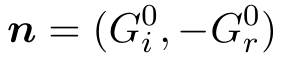 𝒏 = (G_i^0, −G_r^0)